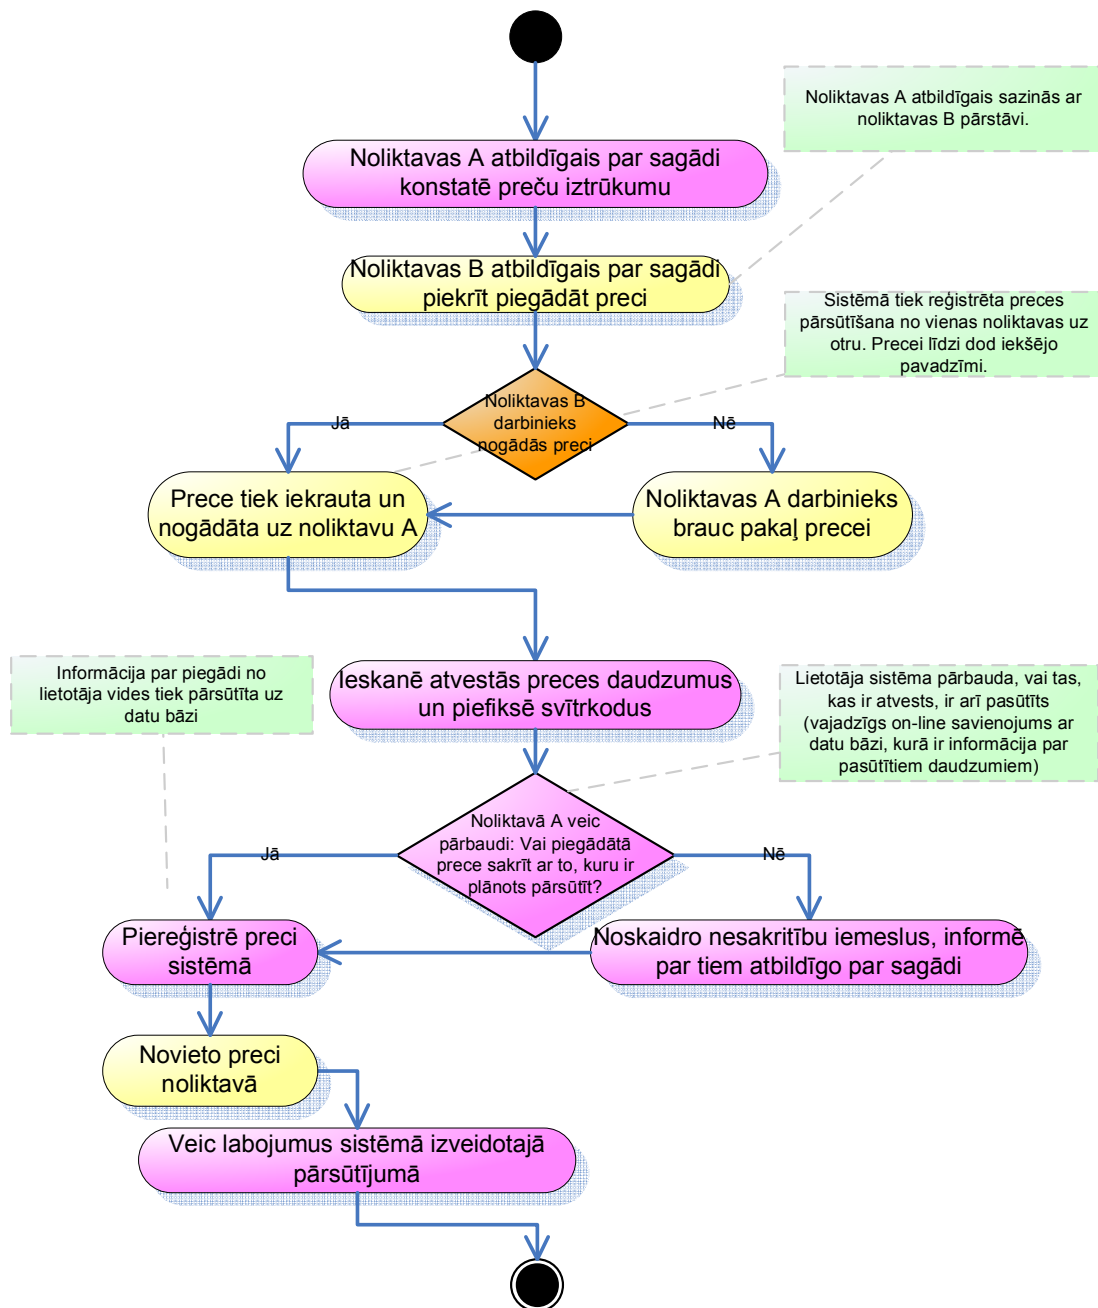 Noliktavas A atbildīgais sazinās ar
noliktavas B pārstāvi.
Noliktavas A atbildīgais par sagādi
konstatē preču iztrūkumu
Noliktavas B atbildīgais par sagādi
piekrīt piegādāt preci
Sistēmā tiek reģistrēta preces
pārsūtīšana no vienas noliktavas uz
otru. Precei līdzi dod iekšējo
pavadzīmi.
Noliktavas B
darbinieks
nogādās preci
Jā
Nē
Prece tiek iekrauta un
nogādāta uz noliktavu A
Noliktavas A darbinieks
brauc pakaļ precei
Informācija par piegādi no
lietotāja vides tiek pārsūtīta uz
datu bāzi
Ieskanē atvestās preces daudzumus
un piefiksē svītrkodus
Lietotāja sistēma pārbauda, vai tas,
kas ir atvests, ir arī pasūtīts
(vajadzīgs on-line savienojums ar
datu bāzi, kurā ir informācija par
pasūtītiem daudzumiem)
Noliktavā A veic
pārbaudi: Vai piegādātā
prece sakrīt ar to, kuru ir
plānots pārsūtīt?
Jā
Nē
Piereģistrē preci
sistēmā
Noskaidro nesakritību iemeslus, informē
par tiem atbildīgo par sagādi
Novieto preci
noliktavā
Veic labojumus sistēmā izveidotajā
pārsūtījumā